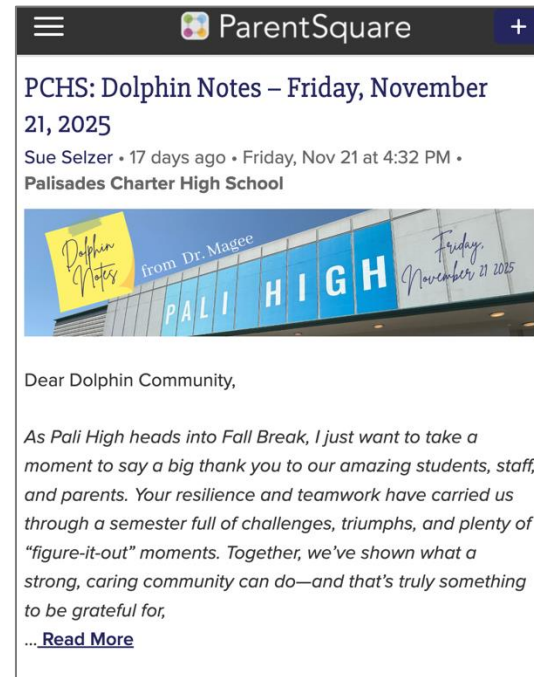 ParentSquare
+
PCHS: Dolphin Notes – Friday, November
21, 2025
Sue Selzer • 17 days ago • Friday, Nov 21 at 4:32 PM •
Palisades Charter High School
Dolphin
Notes
from Dr. Magee
PALI HIGH
Friday,
November 21 2025
Dear Dolphin Community,
As Pali High heads into Fall Break, I just want to take a
moment to say a big thank you to our amazing students, staff,
and parents. Your resilience and teamwork have carried us
through a semester full of challenges, triumphs, and plenty of
“figure-it-out” moments. Together, we’ve shown what a
strong, caring community can do—and that’s truly something
to be grateful for,
... Read More